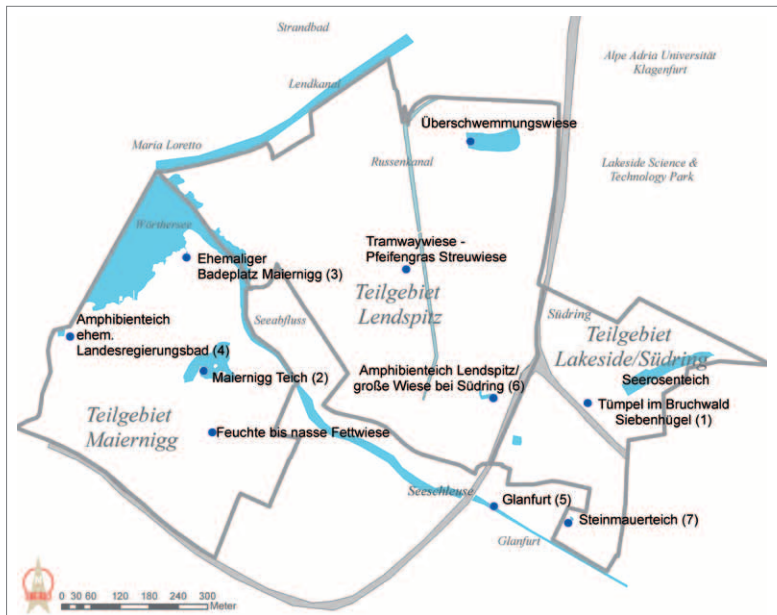 Strandbad
Alpe Adria Universität
Klagenfurt
Lendkanal
Überschwemmungswiese
Maria Loretto
Russenkanal
Lakeside Science &
Technology Park
Wörthersee
Tramwaywiese -
Pfeifengras Streuwiese
Ehemaliger
Badeplatz Maiernigg (3)
Teilgebiet
Lendspitz
Amphibienteich
ehem.
Landesregierungsbad (4)
Seeabfluss
Südring
Teilgebiet
Lakeside/Südring
Seerosenteich
Maiernigg Teich (2)
Amphibienteich Lendspitz/
große Wiese bei Südring (6)
Tümpel im Bruchwald
Siebenhügel (1)
Teilgebiet
Maiernigg
Feuchte bis nasse Fettwiese
Seeschleuse
Glanfurt (5)
Steinmauerteich (7)
Glanfurt
0 30 60 120 180 240 300
Meter